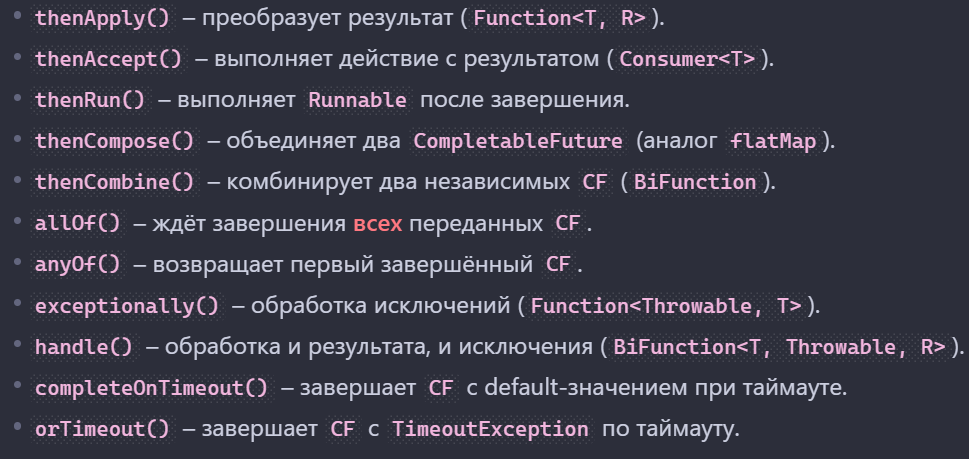 • thenApply() – преобразует результат (Function<T, R>).
• thenAccept() – выполняет действие с результатом (Consumer<T>).
• thenRun() – выполняет Runnable после завершения.
• thenCompose() – объединяет два CompletableFuture (аналог flatMap).
• thenCombine() – комбинирует два независимых CF (BiFunction).
• allOf() – ждёт завершения всех переданных CF.
• anyOf() – возвращает первый завершённый CF.
• exceptionally() – обработка исключений (Function<Throwable, T>).
• handle() – обработка и результата, и исключения (BiFunction<T, Throwable, R>).
• completeOnTimeout() – завершает CF с default-значением при таймауте.
• orTimeout() – завершает CF с TimeoutException по таймауту.